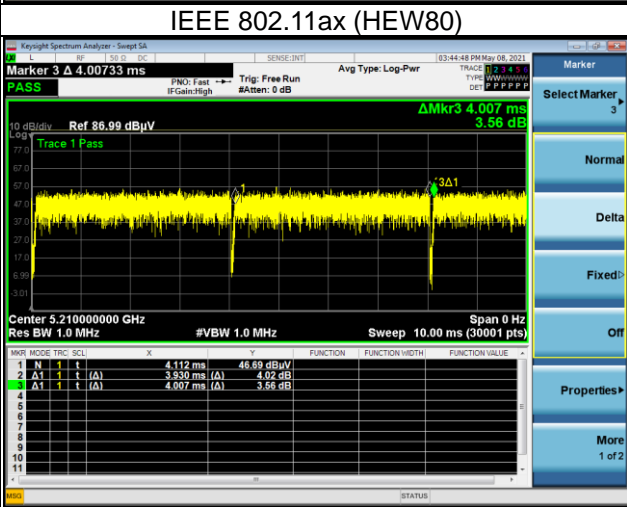 IEEE 802.11ax (HEW80)
Keysight Spectrum Analyzer - Swept SA
L RF 50 Ω DC SENSE:INT 03:44:48 PM May 08, 2021
Marker 3 Δ 4.00733 ms
PNO: Fast
IFGain:High
Trig: Free Run
#Atten: 0 dB
Avg Type: Log-Pwr
TRACE 1 2 3 4 5 6
TYPE WWWWWW
DET P P P P P P
PASS
ΔMkr3 4.007 ms
3.56 dB
10 dB/div Ref 86.99 dBµV
Log
Trace 1 Pass
77.0
67.0
57.0
47.0
37.0
27.0
17.0
6.99
-3.01
1
3Δ1
Center 5.210000000 GHz Span 0 Hz
Res BW 1.0 MHz #VBW 1.0 MHz Sweep 10.00 ms (30001 pts)
MKR MODE TRC SCL X Y FUNCTION FUNCTION WIDTH FUNCTION VALUE
1 N 1 t 4.112 ms 46.69 dBµV
2 Δ1 1 t (Δ) 3.930 ms (Δ) 4.02 dB
3 Δ1 1 t (Δ) 4.007 ms (Δ) 3.56 dB
4
5
6
7
8
9
10
11
MSG STATUS
Marker
Select Marker
3
Normal
Delta
Fixed
Off
Properties
More
1 of 2